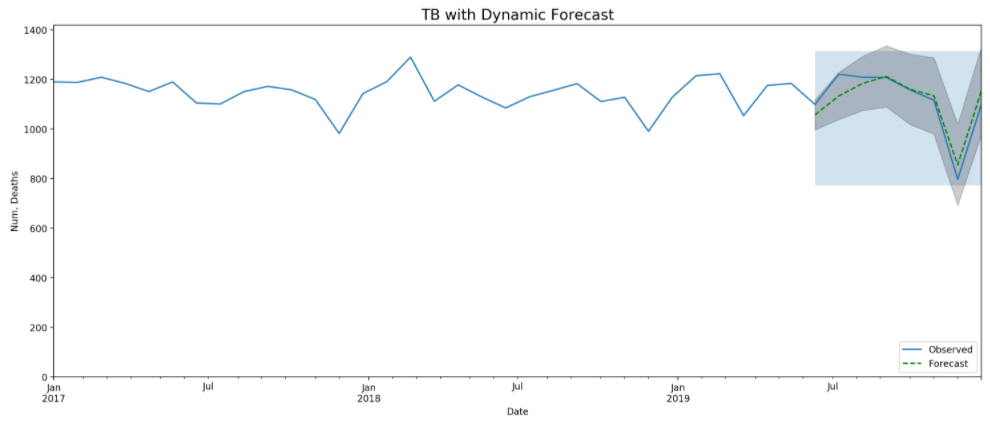 TB with Dynamic Forecast
1400
1200
1000
800
600
400
200
0
Num. Deaths
Jan
2017
Jul
Jan
2018
Jul
Jan
2019
Jul
Date
Observed
Forecast